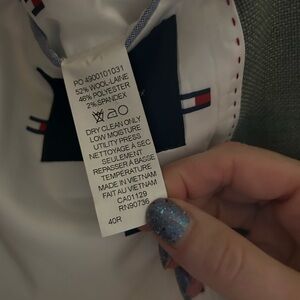 PO 4900101031
52% WOOL-LAINE
46% POLYESTER
2% SPANDEX
DRY CLEAN ONLY
LOW MOISTURE
UTILITY PRESS
NETTOYAGE À SEC
SEULEMENT
REPASSER À BASSE
TEMPÉRATURE
MADE IN VIETNAM
FAIT AU VIETNAM
CA01129
RN90736
40R